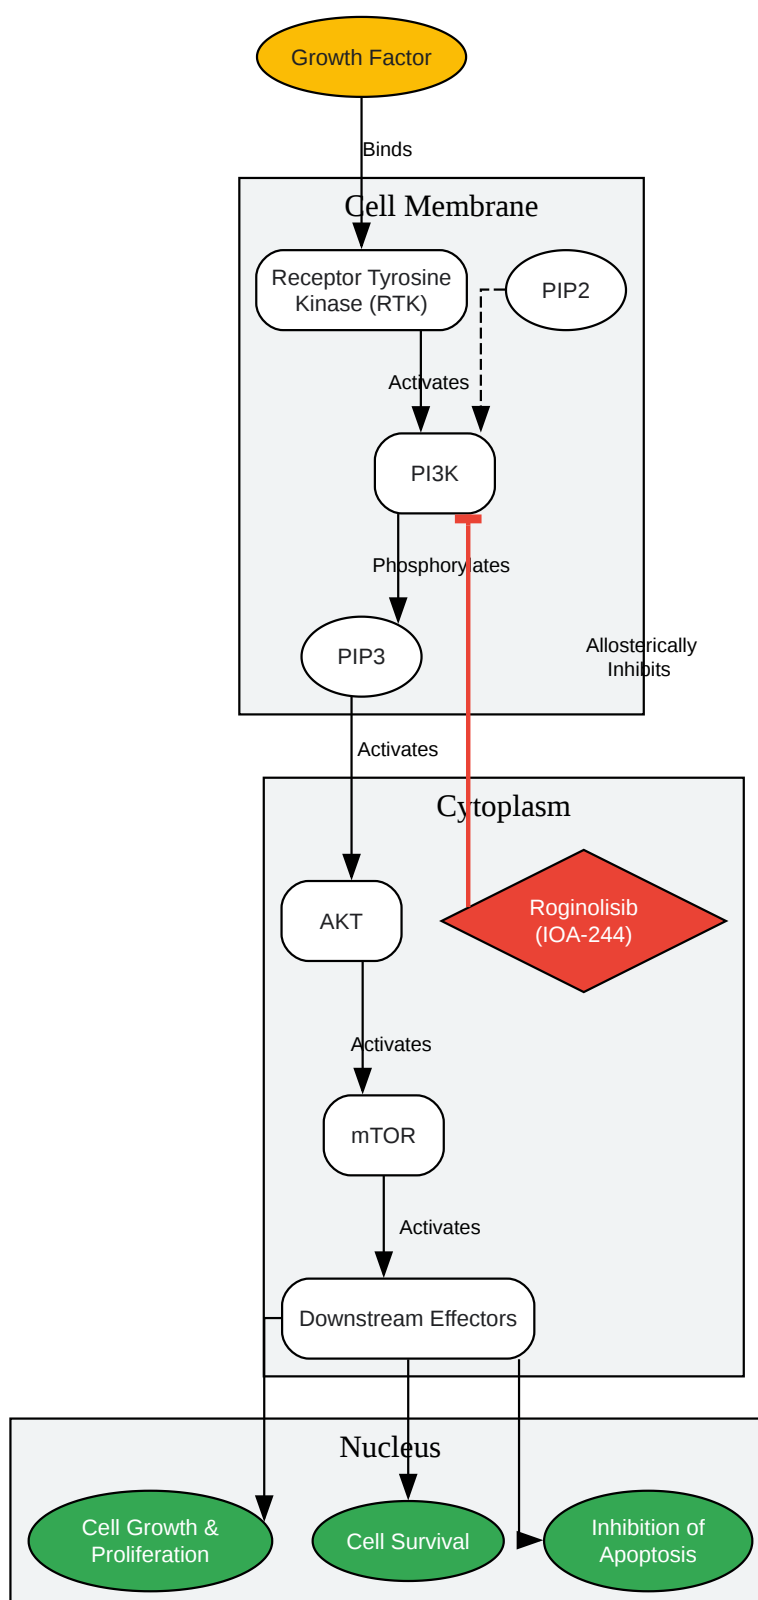 Growth Factor
Binds
Cell Membrane
Receptor Tyrosine
Kinase (RTK)
PIP2
Activates
PI3K
Phosphorylates
PIP3
Allosterically
Inhibits
Activates
Cytoplasm
AKT
Roginolisib
(IOA-244)
Activates
mTOR
Activates
Downstream Effectors
Nucleus
Cell Growth &
Proliferation
Cell Survival
Inhibition of
Apoptosis